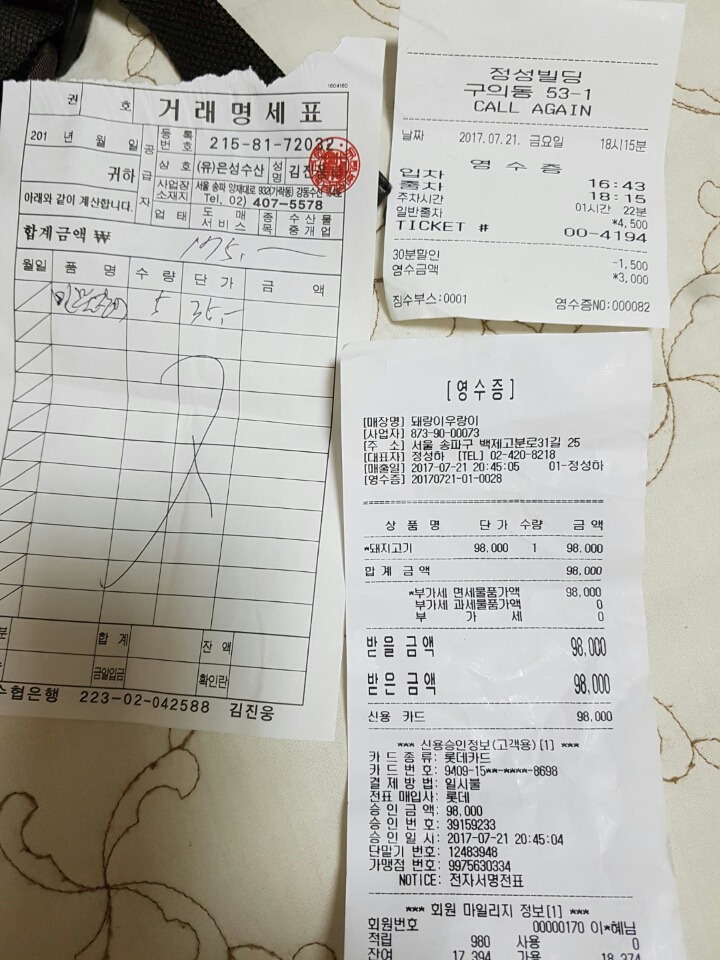 1604160
권 호
거래명세표
201 년 월 일
귀하
아래와 같이 계산합니다.
공급자
등록번호 215-81-72032
상호 (유)은성수산 성명 김진웅
사업장소재지 서울 송파 양재대로 932(가락동) 강동수산
Tel. 02) 407-5578
업태 도매 서비스 종목 수산물 중개업
합계금액 ₩ 175.-
월일 품 명 수 량 단 가 금 액
5 35.-
합 계 잔 액
금일입금 확인란
수협은행 223-02-042588 김진웅
정성빌딩
구의동 53-1
CALL AGAIN
날짜 2017.07.21. 금요일 18시15분
영 수 증
입차 16:43
출차 18:15
주차시간 01시간 22분
일반출차 *4,500
TICKET # 00-4194
30분할인 -1,500
영수금액 *3,000
징수부스:0001 영수증NO:000082
[영수증]
[매장명] 돼랑이우랑이
[사업자] 873-90-00073
[주 소] 서울 송파구 백제고분로31길 25
[대표자] 정성하 [TEL] 02-420-8218
[매출일] 2017-07-21 20:45:05 01-정성하
[영수증] 20170721-01-0028
상 품 명 단 가 수량 금 액
*돼지고기 98,000 1 98,000
합 계 금 액 98,000
*부가세 면세물품가액 98,000
부가세 과세물품가액 0
부 가 세 0
받을 금액 98,000
받은 금액 98,000
신용 카드 98,000
*** 신용승인정보(고객용)[1] ***
카 드 종 류: 롯데카드
카 드 번 호: 9409-15**-****-8698
결 제 방 법: 일시불
전표 매입사: 롯데
승 인 금 액: 98,000
승 인 번 호: 39159233
승 인 일 시: 2017-07-21 20:45:04
단말기 번호: 12483948
가맹점 번호: 9975630334
NOTICE: 전자서명전표
*** 회원 마일리지 정보[1] ***
회원번호 00000170 이*혜님
적립 980 사용 0
잔여 17,394 가용 18,374